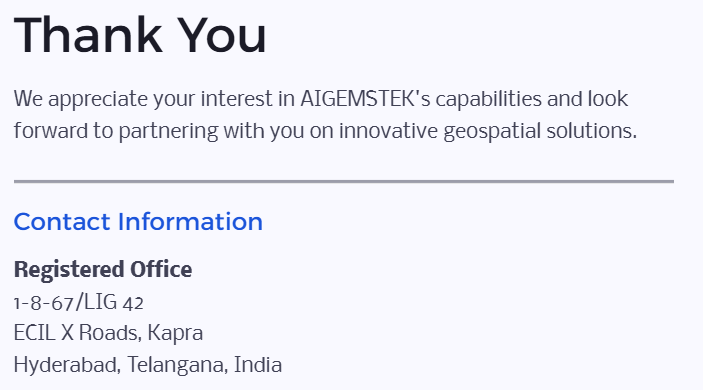 Thank You
We appreciate your interest in AIGEMSTEK's capabilities and look
forward to partnering with you on innovative geospatial solutions.
Contact Information
Registered Office
1-8-67/LIG 42
ECIL X Roads, Kapra
Hyderabad, Telangana, India